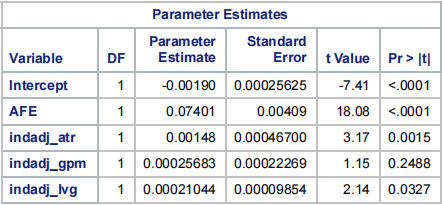 Parameter Estimates
Variable DF Parameter Estimate Standard Error t Value Pr > |t|
Intercept 1 -0.00190 0.00025625 -7.41 <.0001
AFE 1 0.07401 0.00409 18.08 <.0001
indadj_atr 1 0.00148 0.00046700 3.17 0.0015
indadj_gpm 1 0.00025683 0.00022269 1.15 0.2488
indadj_lvg 1 0.00021044 0.00009854 2.14 0.0327